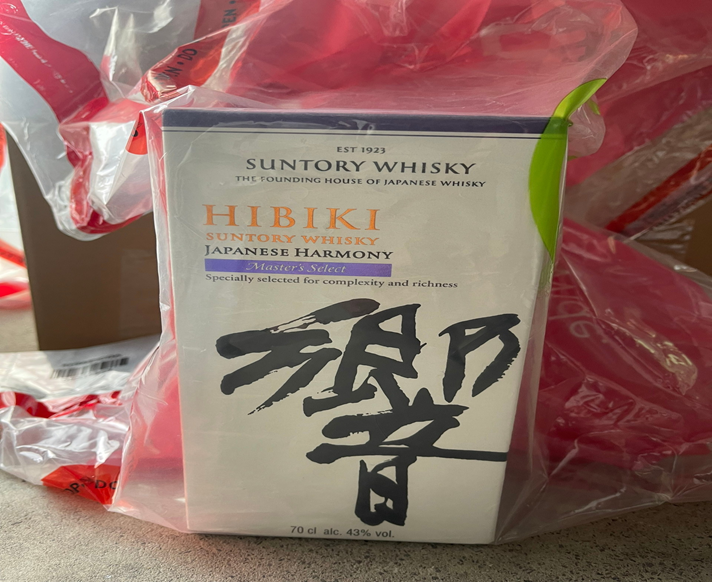 EST 1923
SUNTORY WHISKY
THE FOUNDING HOUSE OF JAPANESE WHISKY
HIBIKI
SUNTORY WHISKY
JAPANESE HARMONY
Master's Select
Specially selected for complexity and richness
響
70 cl alc. 43% vol.